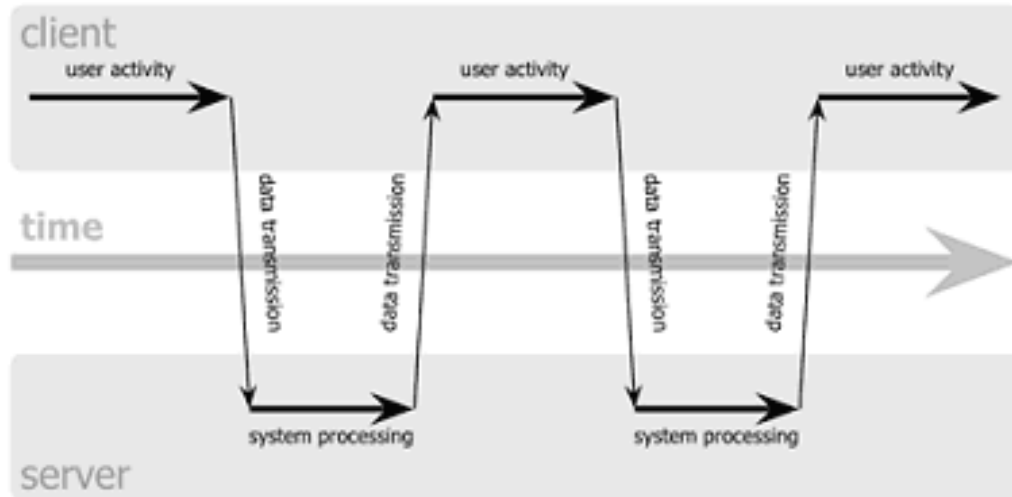 client
user activity
user activity
user activity
data transmission
data transmission
data transmission
data transmission
time
system processing
system processing
server